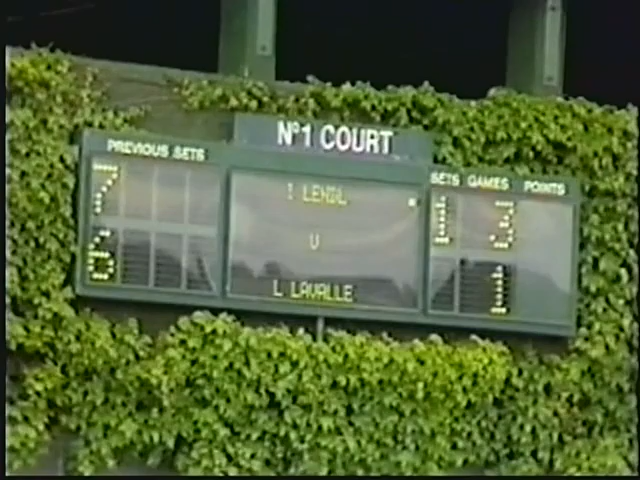 Nº1 COURT
PREVIOUS SETS
SETS GAMES POINTS
7 I LENDL 1 3
V
6 L LAVALLE 1